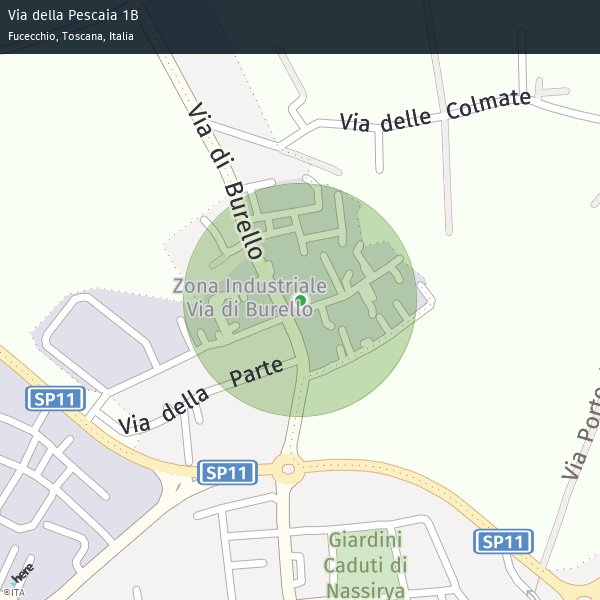 Via della Pescaia 1B
Fucecchio, Toscana, Italia
Via delle Colmate
Via di Burello
Zona Industriale
Via di Burello
Via della Parte
SP11
SP11
SP11
Via Porto
Giardini
Caduti di
Nassirya
here
©ITA